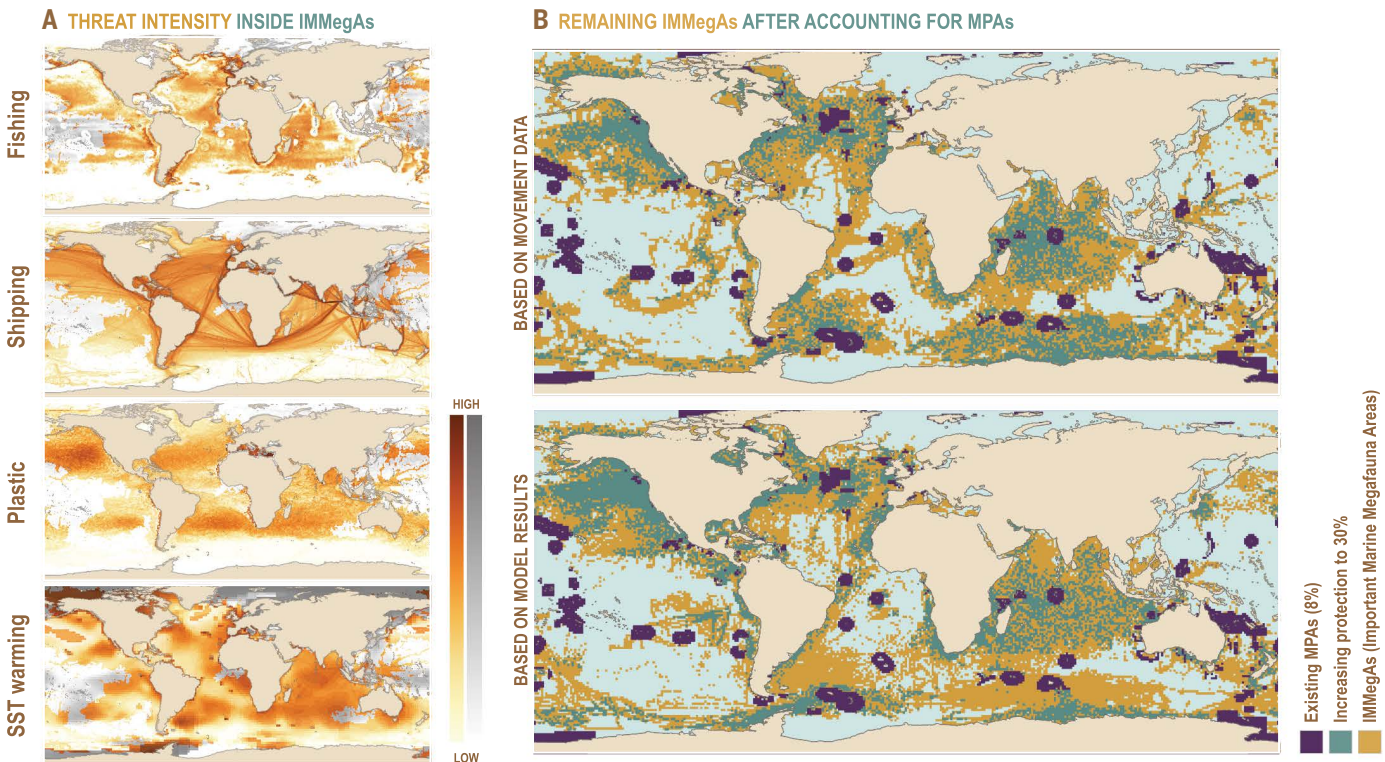 A THREAT INTENSITY INSIDE IMMegAs
Fishing
Shipping
Plastic
SST warming
HIGH
LOW
B REMAINING IMMegAs AFTER ACCOUNTING FOR MPAs
BASED ON MOVEMENT DATA
BASED ON MODEL RESULTS
Existing MPAs (8%)
Increasing protection to 30%
IMMegAs (Important Marine Megafauna Areas)